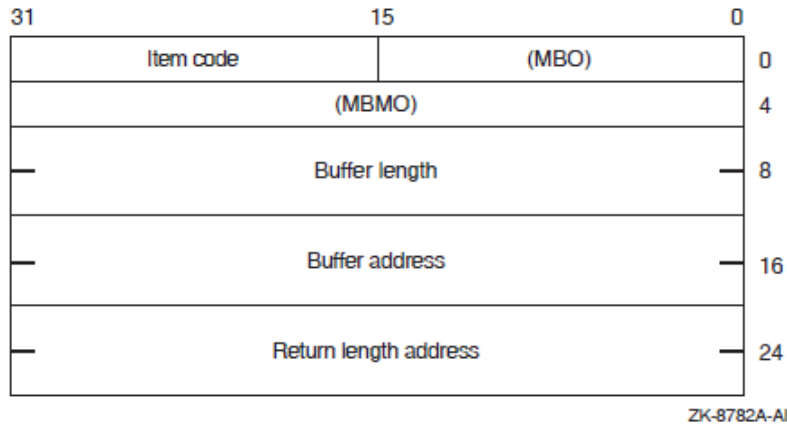 31 15 0
Item code (MBO) 0
(MBMO) 4
Buffer length 8
Buffer address 16
Return length address 24
ZK-8782A-AI